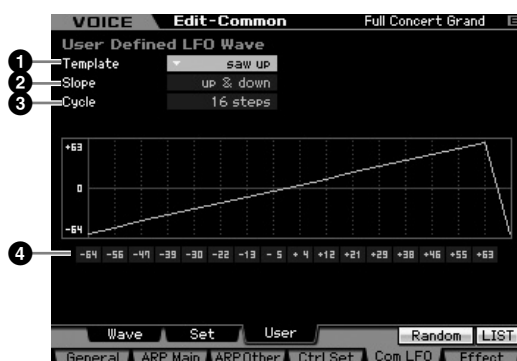 VOICE Edit-Common Full Concert Grand E
User Defined LFO Wave
1 Template saw up
2 Slope up & down
3 Cycle 16 steps
+63
0
-64
4 -64 -56 -47 -39 -30 -22 -13 - 5 + 4 +12 +21 +29 +38 +46 +55 +63
Wave Set User Random LIST
General ARP Main ARP Other Ctrl Set Com LFO Effect